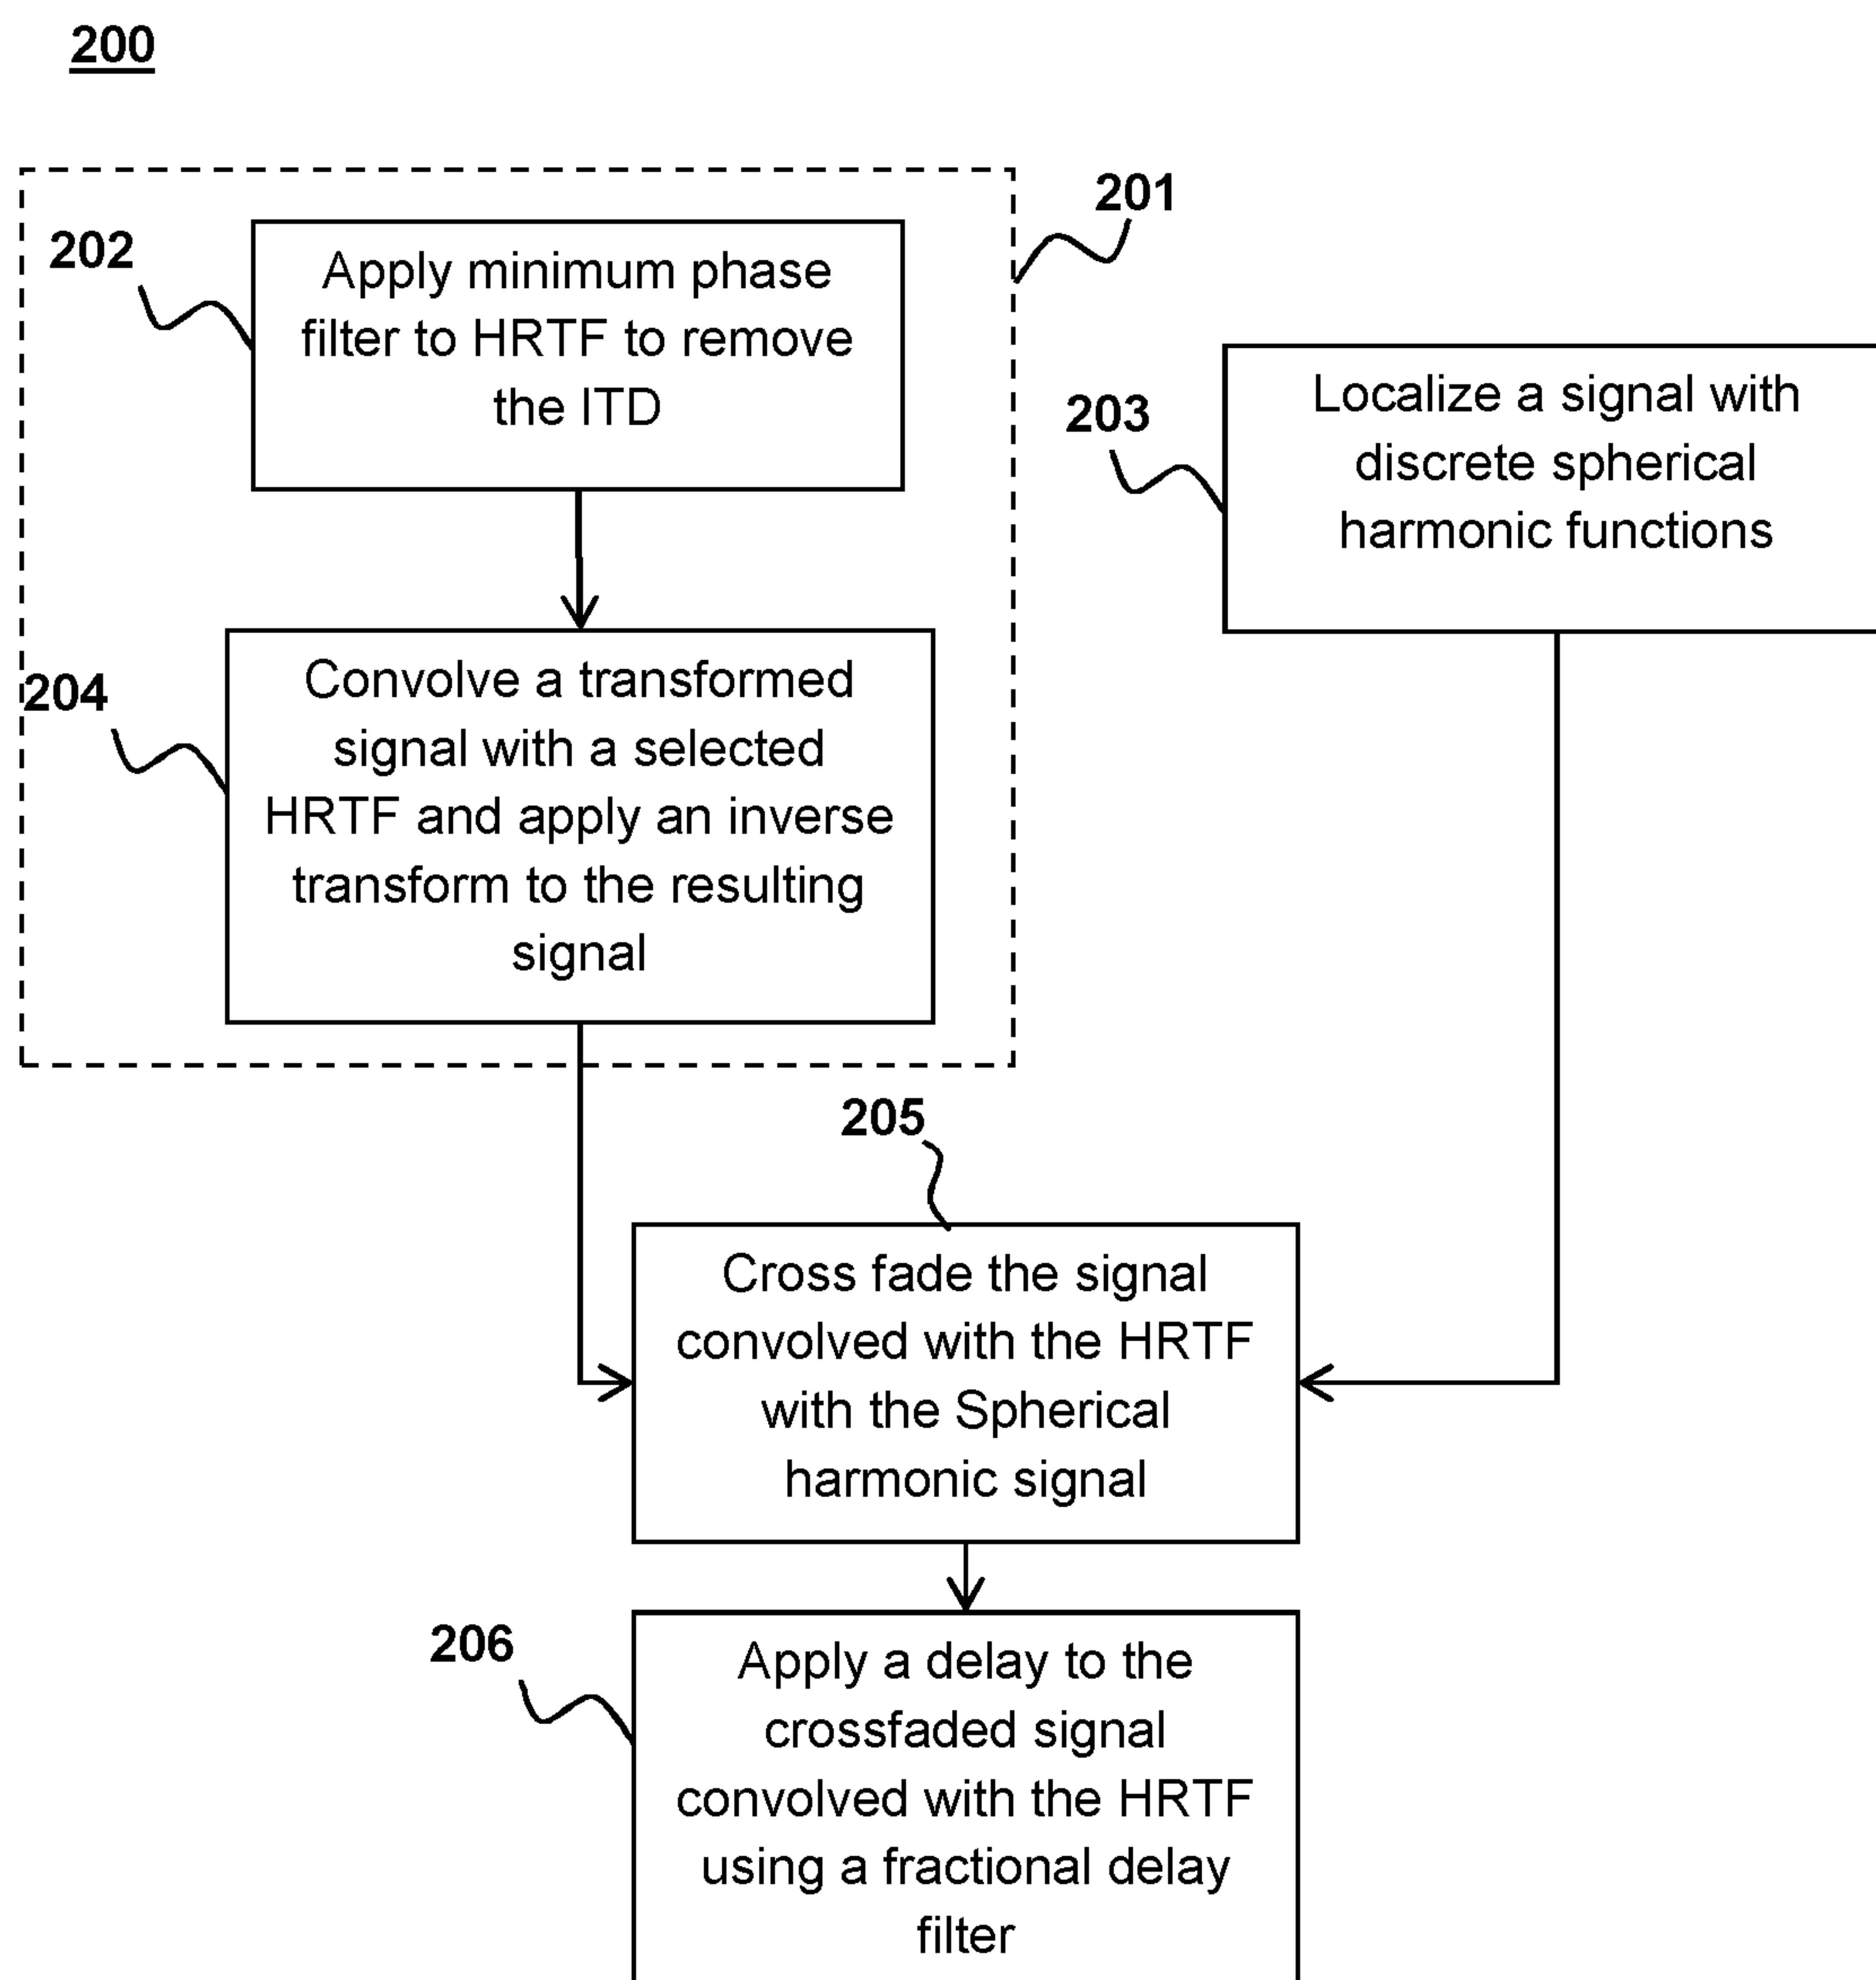 200
201
202
Apply minimum phase
filter to HRTF to remove
the ITD
203
Localize a signal with
discrete spherical
harmonic functions
204
Convolve a transformed
signal with a selected
HRTF and apply an inverse
transform to the resulting
signal
205
Cross fade the signal
convolved with the HRTF
with the Spherical
harmonic signal
206
Apply a delay to the
crossfaded signal
convolved with the HRTF
using a fractional delay
filter